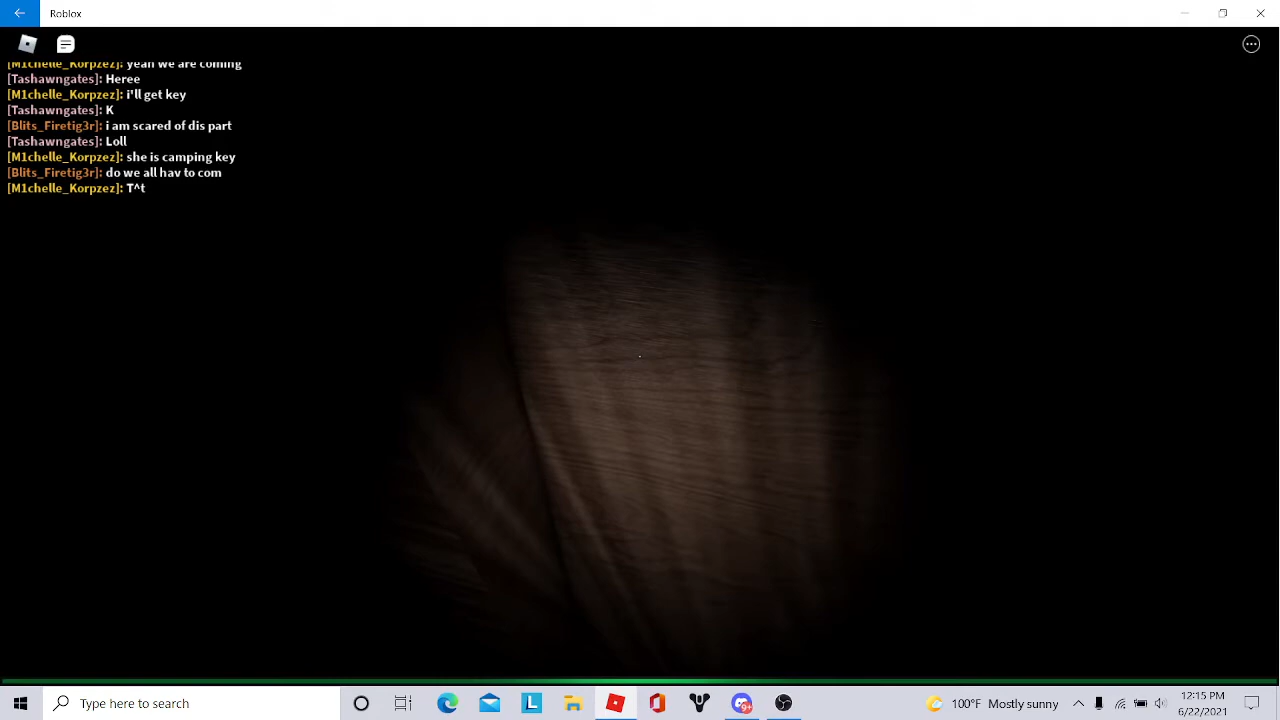 Roblox
[M1chelle_Korpzez]: yeah we are coming
[Tashawngates]: Heree
[M1chelle_Korpzez]: i'll get key
[Tashawngates]: K
[Blits_Firetig3r]: i am scared of dis part
[Tashawngates]: Loll
[M1chelle_Korpzez]: she is camping key
[Blits_Firetig3r]: do we all hav to com
[M1chelle_Korpzez]: T^t
Type here to search
L
9+
100°F Mostly sunny
12:15 PM
6/22/2021